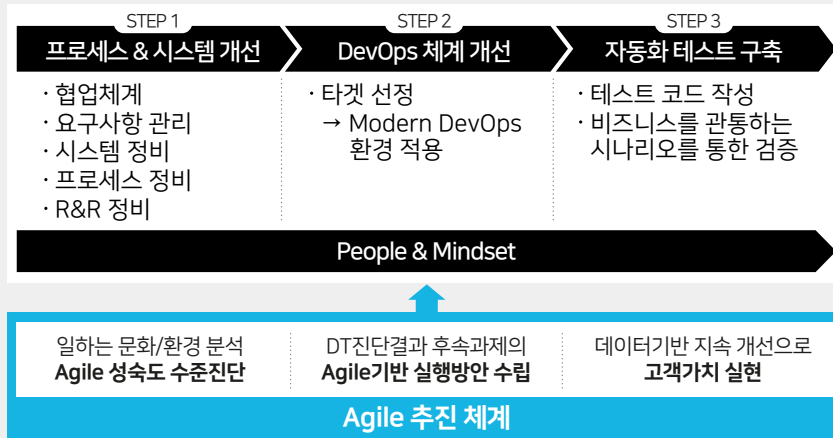 STEP 1
프로세스 & 시스템 개선
· 협업체계
· 요구사항 관리
· 시스템 정비
· 프로세스 정비
· R&R 정비
STEP 2
DevOps 체계 개선
· 타겟 선정
→ Modern DevOps
환경 적용
STEP 3
자동화 테스트 구축
· 테스트 코드 작성
· 비즈니스를 관통하는
시나리오를 통한 검증
People & Mindset
일하는 문화/환경 분석
Agile 성숙도 수준진단
DT진단결과 후속과제의
Agile기반 실행방안 수립
데이터기반 지속 개선으로
고객가치 실현
Agile 추진 체계